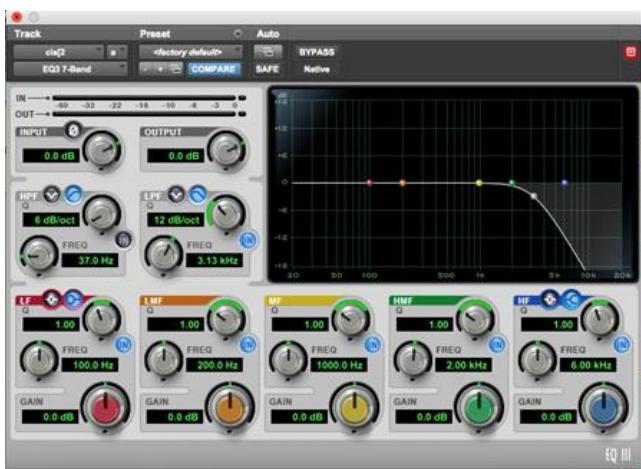 Track Preset Auto
cla[2 a <factory default>
EQ3 7-Band - + COMPARE SAFE
BYPASS
Native
IN -60 -32 -22 -16 -10 -6 -3 0
OUT
INPUT Ø OUTPUT
0.0 dB 0.0 dB
HPF LPF
Q Q
6 dB/oct 12 dB/oct
FREQ IN FREQ IN
37.0 Hz 3.13 kHz
dB
+12
+6
0
-6
-12
20 50 100 500 1k 5k 10k 20k
LF LMF MF HMF HF
Q Q Q Q Q
1.00 1.00 1.00 1.00 1.00
FREQ IN FREQ IN FREQ IN FREQ IN FREQ IN
100.0 Hz 200.0 Hz 1000.0 Hz 2.00 kHz 6.00 kHz
GAIN GAIN GAIN GAIN GAIN
0.0 dB 0.0 dB 0.0 dB 0.0 dB 0.0 dB
EQ III